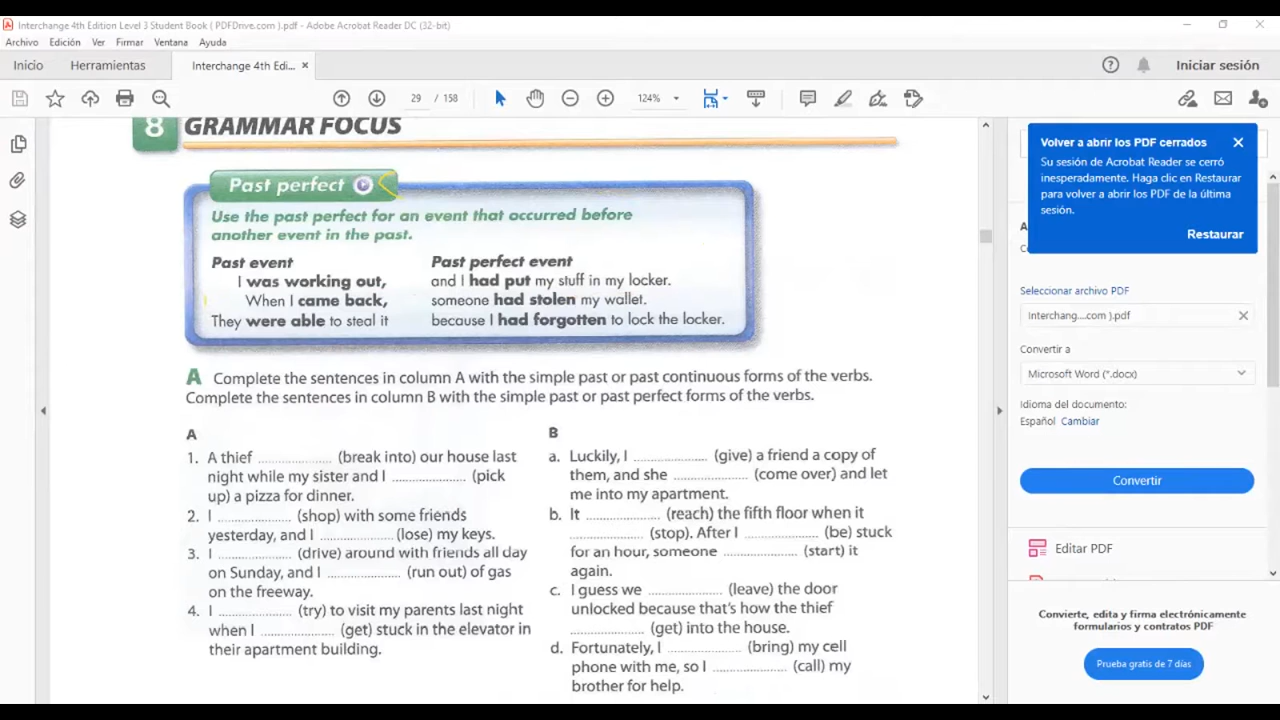 Interchange 4th Edition Level 3 Student Book ( PDFDrive.com ).pdf - Adobe Acrobat Reader DC (32-bit)
Archivo Edición Ver Firmar Ventana Ayuda
Inicio Herramientas Interchange 4th Edi... × Iniciar sesión
29 / 158 124%
8 GRAMMAR FOCUS
Past perfect
Use the past perfect for an event that occurred before
another event in the past.
Past event Past perfect event
I was working out, and I had put my stuff in my locker.
When I came back, someone had stolen my wallet.
They were able to steal it because I had forgotten to lock the locker.
A Complete the sentences in column A with the simple past or past continuous forms of the verbs.
Complete the sentences in column B with the simple past or past perfect forms of the verbs.
A
1. A thief ................ (break into) our house last
night while my sister and I ................ (pick
up) a pizza for dinner.
2. I ................ (shop) with some friends
yesterday, and I ................ (lose) my keys.
3. I ................ (drive) around with friends all day
on Sunday, and I ................ (run out) of gas
on the freeway.
4. I ................ (try) to visit my parents last night
when I ................ (get) stuck in the elevator in
their apartment building.
B
a. Luckily, I ................ (give) a friend a copy of
them, and she ................ (come over) and let
me into my apartment.
b. It ................ (reach) the fifth floor when it
................ (stop). After I ................ (be) stuck
for an hour, someone ................ (start) it
again.
c. I guess we ................ (leave) the door
unlocked because that's how the thief
................ (get) into the house.
d. Fortunately, I ................ (bring) my cell
phone with me, so I ................ (call) my
brother for help.
Volver a abrir los PDF cerrados
Su sesión de Acrobat Reader se cerró
inesperadamente. Haga clic en Restaurar
para volver a abrir los PDF de la última
sesión.
Restaurar
Seleccionar archivo PDF
Interchang....com ).pdf
Convertir a
Microsoft Word (*.docx)
Idioma del documento:
Español Cambiar
Convertir
Editar PDF
Convierte, edita y firma electrónicamente
formularios y contratos PDF
Prueba gratis de 7 días